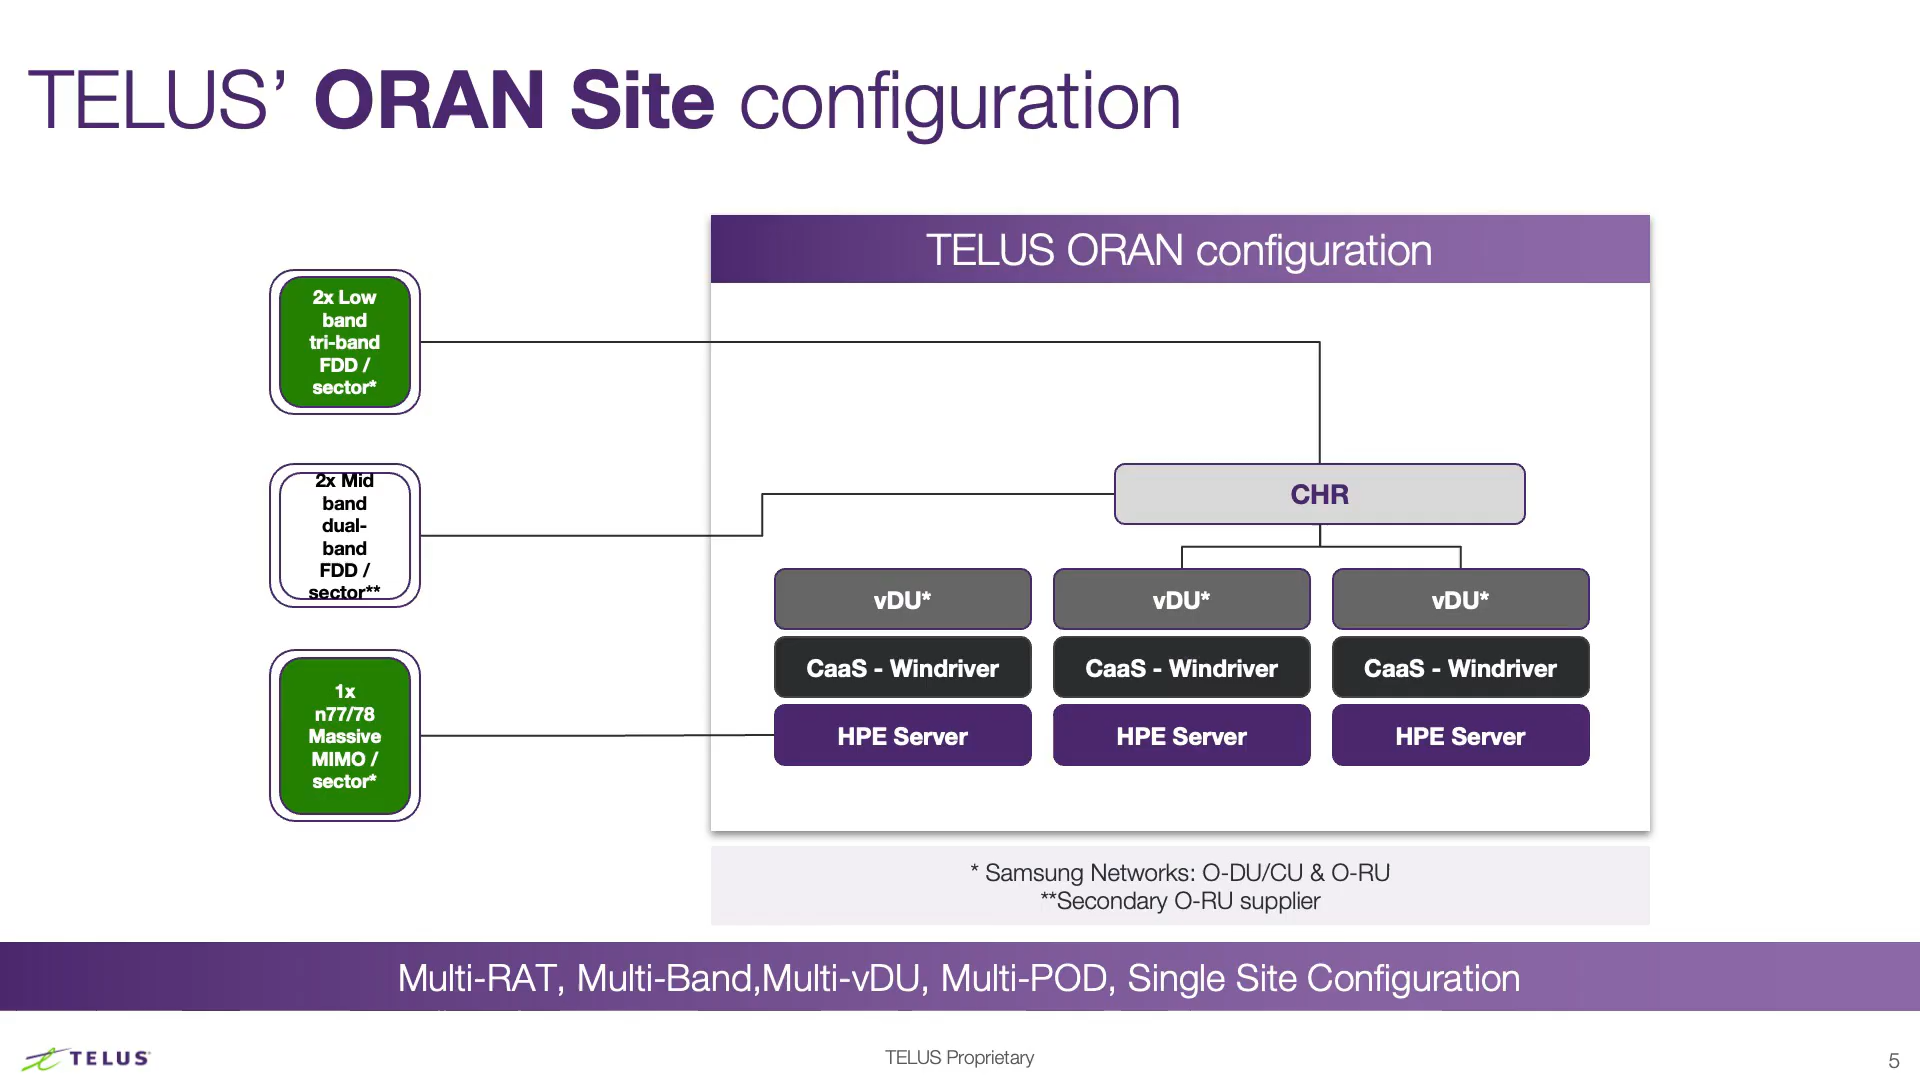 TELUS’ ORAN Site configuration
TELUS ORAN configuration
2x Low
band
tri-band
FDD /
sector*
2x Mid
band
dual-
band
FDD /
sector**
1x
n77/78
Massive
MIMO /
sector*
CHR
vDU*
vDU*
vDU*
CaaS - Windriver
CaaS - Windriver
CaaS - Windriver
HPE Server
HPE Server
HPE Server
* Samsung Networks: O-DU/CU & O-RU
**Secondary O-RU supplier
Multi-RAT, Multi-Band,Multi-vDU, Multi-POD, Single Site Configuration
TELUS
TELUS Proprietary
5